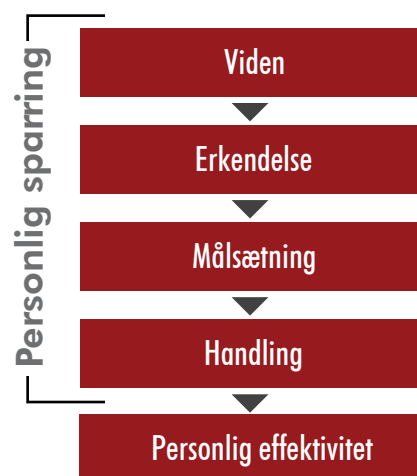 Personlig sparring
Viden
Erkendelse
Målsætning
Handling
Personlig effektivitet